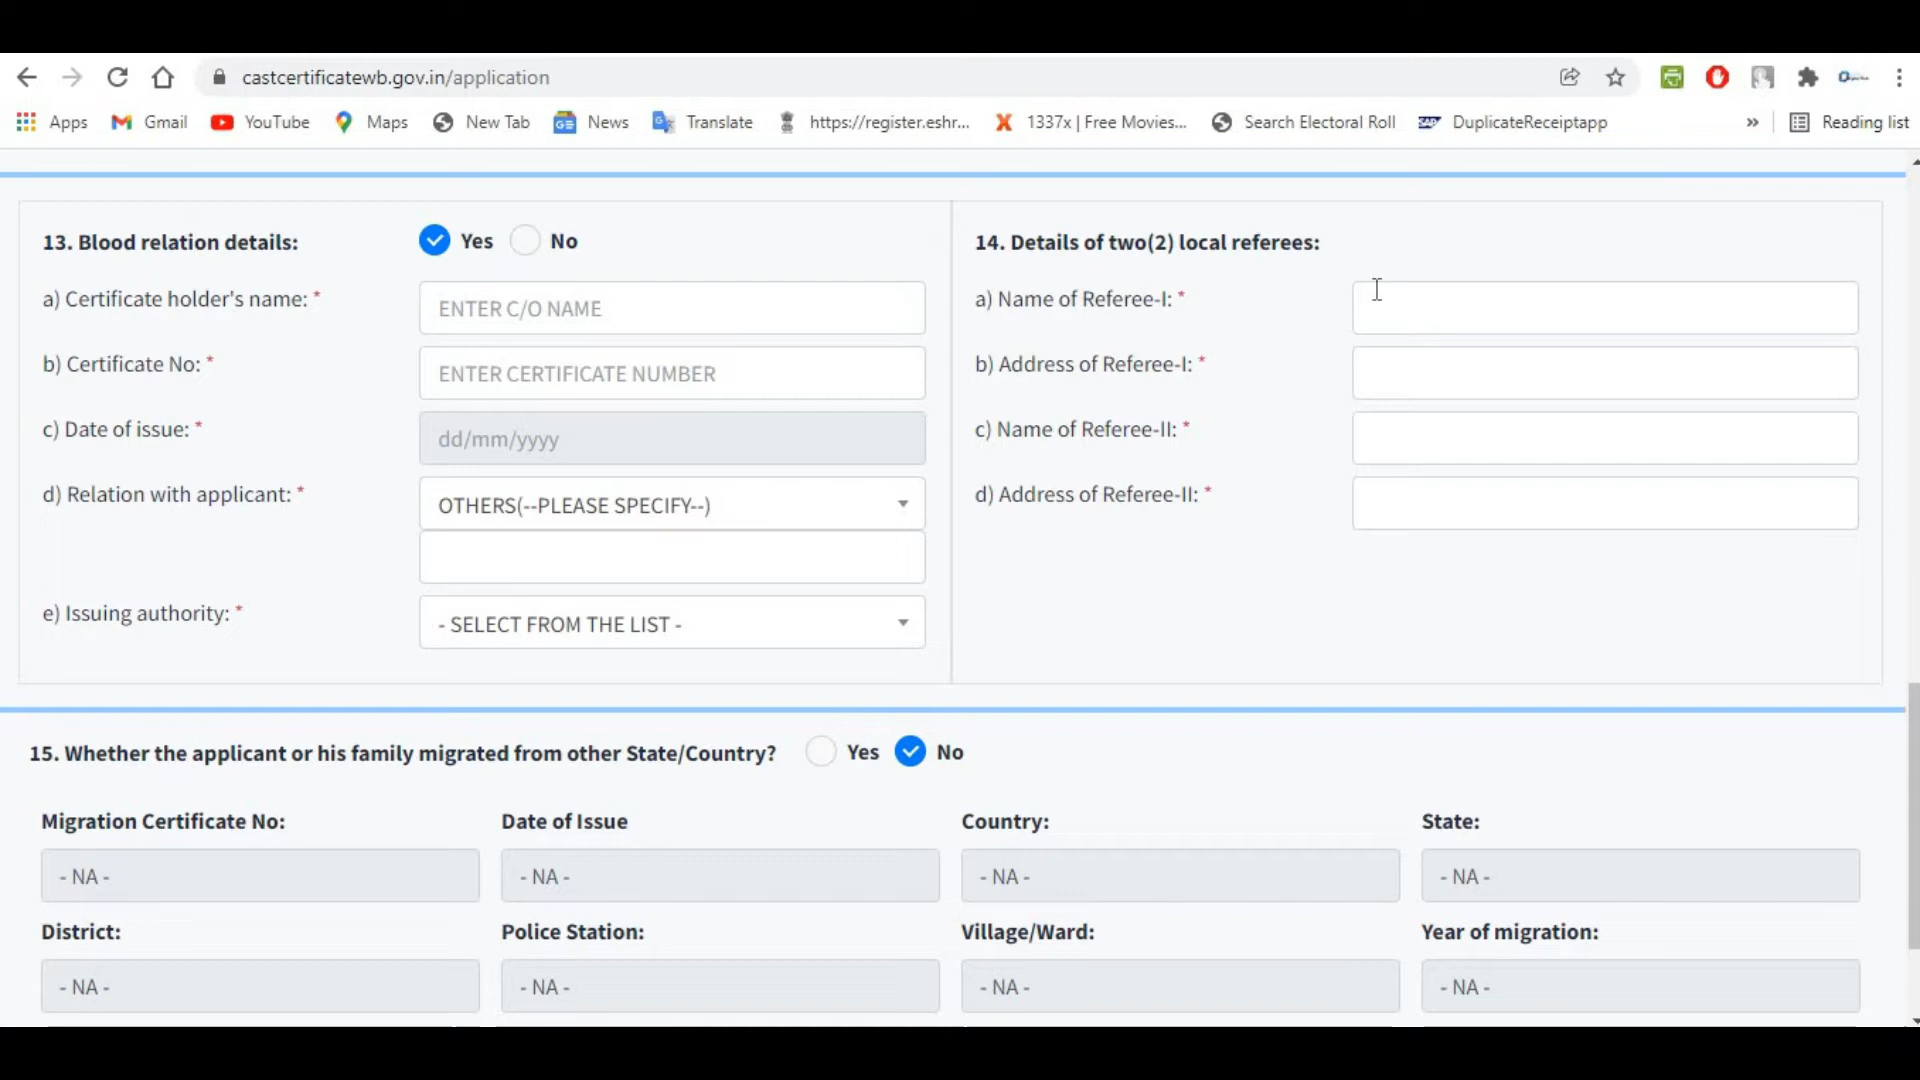 castcertificatewb.gov.in/application
Apps Gmail YouTube Maps New Tab News Translate https://register.eshr... 1337x | Free Movies... Search Electoral Roll DuplicateReceiptapp » Reading list
13. Blood relation details: Yes No
a) Certificate holder's name: * ENTER C/O NAME
b) Certificate No: * ENTER CERTIFICATE NUMBER
c) Date of issue: * dd/mm/yyyy
d) Relation with applicant: * OTHERS(--PLEASE SPECIFY--)
e) Issuing authority: * - SELECT FROM THE LIST -
14. Details of two(2) local referees:
a) Name of Referee-I: *
b) Address of Referee-I: *
c) Name of Referee-II: *
d) Address of Referee-II: *
15. Whether the applicant or his family migrated from other State/Country? Yes No
Migration Certificate No: Date of Issue Country: State:
- NA - - NA - - NA - - NA -
District: Police Station: Village/Ward: Year of migration:
- NA - - NA - - NA - - NA -